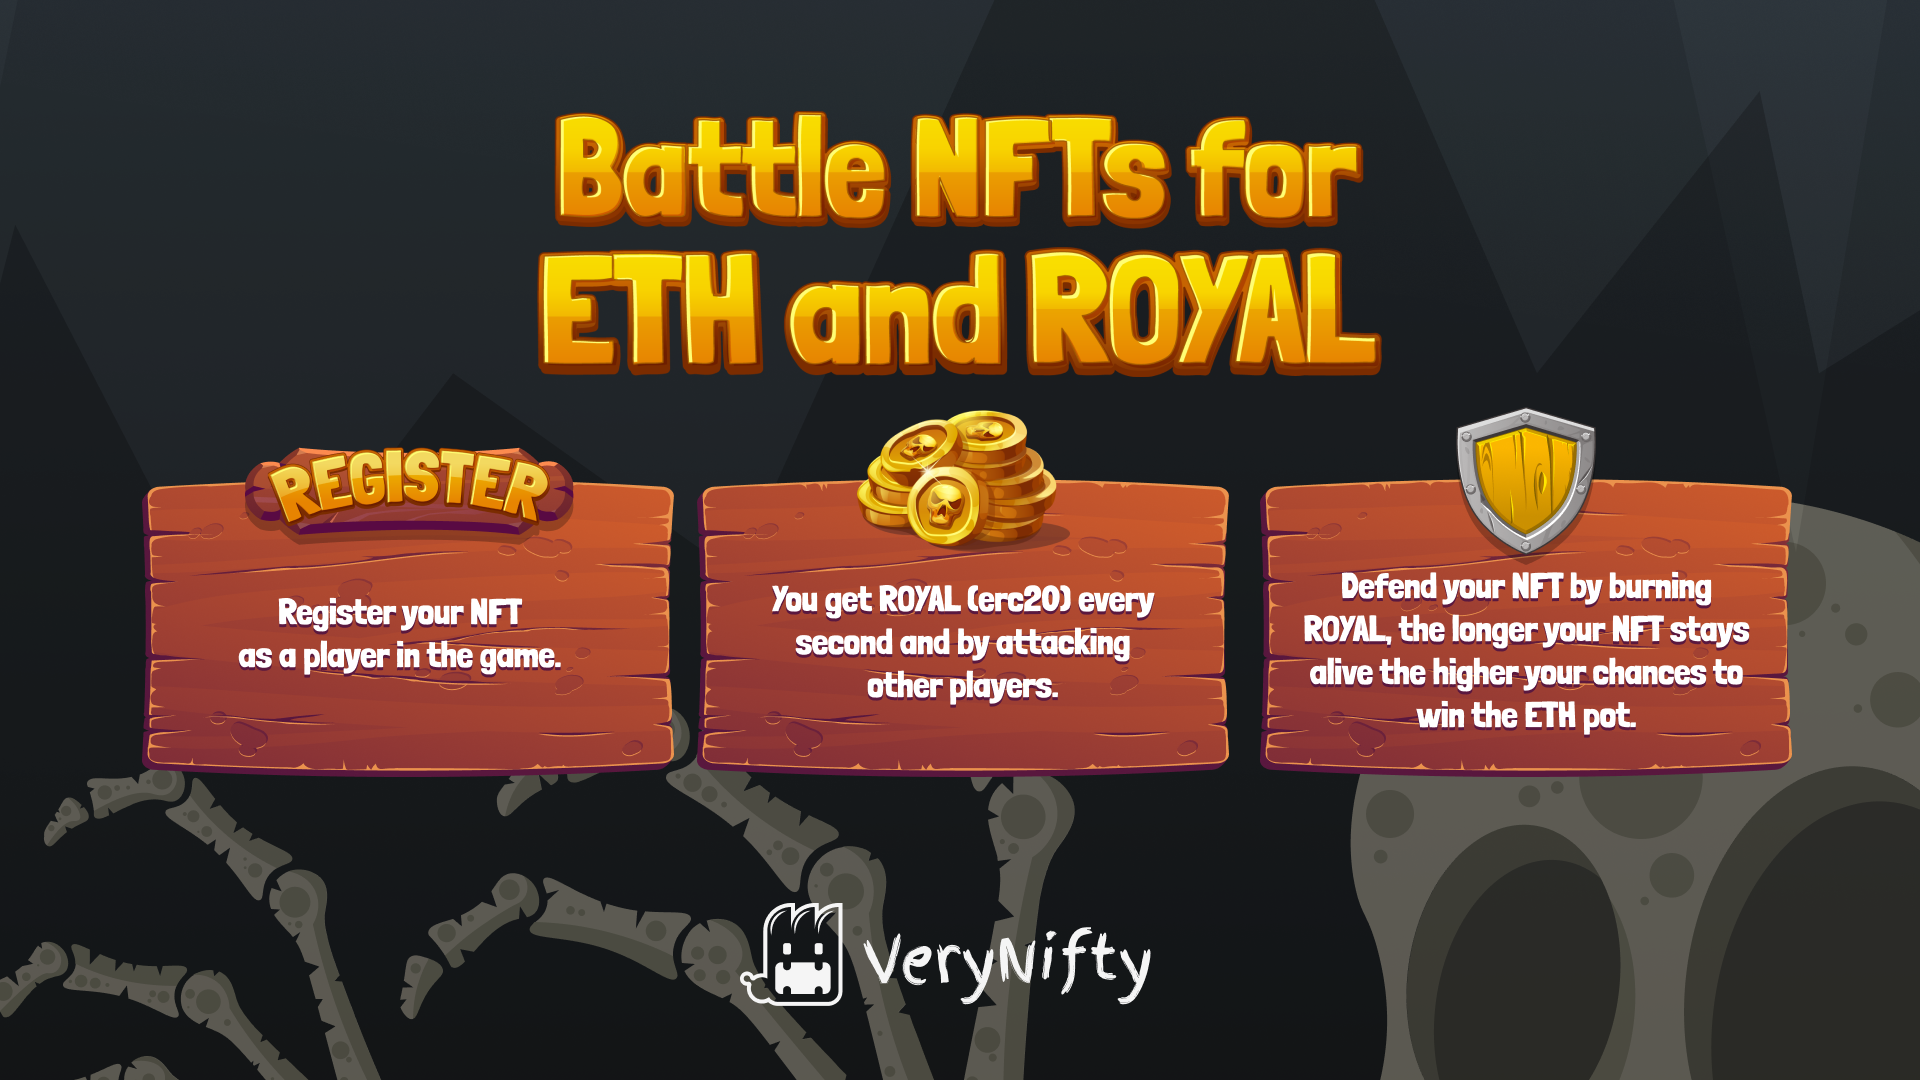 Battle NFTs for
ETH and ROYAL
REGISTER
Register your NFT
as a player in the game.
You get ROYAL (erc20) every
second and by attacking
other players.
Defend your NFT by burning
ROYAL, the longer your NFT stays
alive the higher your chances to
win the ETH pot.
VeryNifty